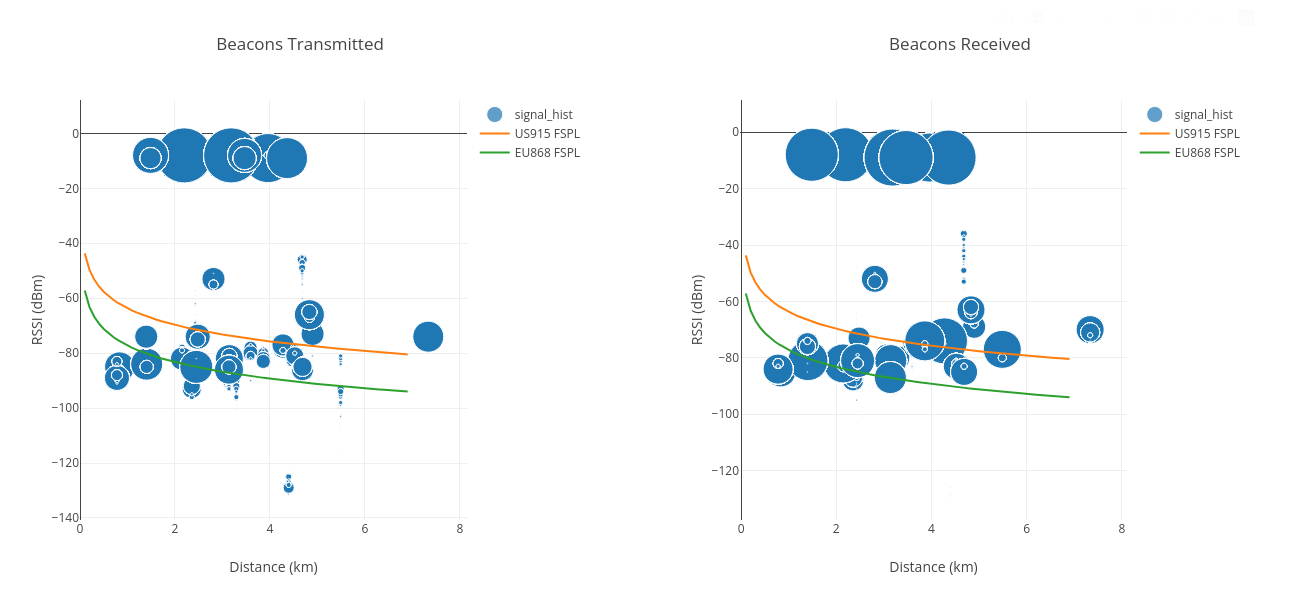 Beacons Transmitted
signal_hist
US915 FSPL
EU868 FSPL
0
−20
−40
−60
−80
−100
−120
−140
RSSI (dBm)
0 2 4 6 8
Distance (km)
Beacons Received
signal_hist
US915 FSPL
EU868 FSPL
0
−20
−40
−60
−80
−100
−120
RSSI (dBm)
0 2 4 6 8
Distance (km)